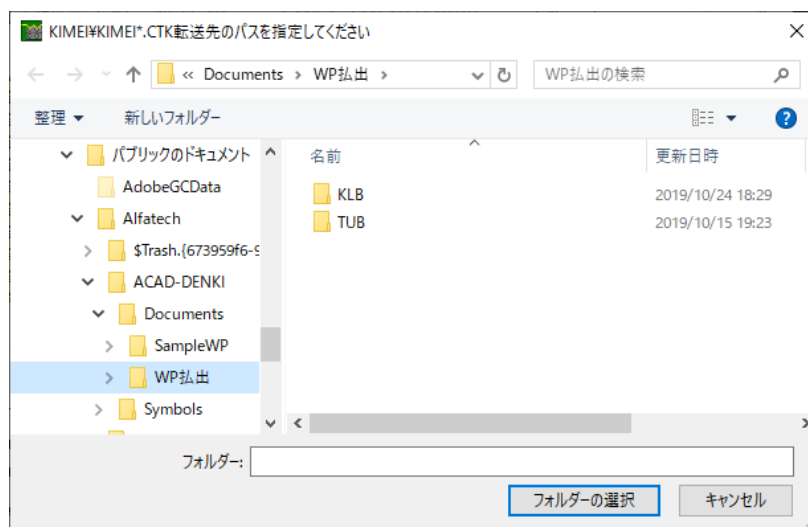 KIMEI¥KIMEI*.CTK転送先のパスを指定してください
« Documents › WP払出 ›
WP払出の検索
整理
新しいフォルダー
パブリックのドキュメント
AdobeGCData
Alfatech
$Trash.{673959f6-9
ACAD-DENKI
Documents
SampleWP
WP払出
Symbols
名前
更新日時
KLB
2019/10/24 18:29
TUB
2019/10/15 19:23
フォルダー:
フォルダーの選択
キャンセル